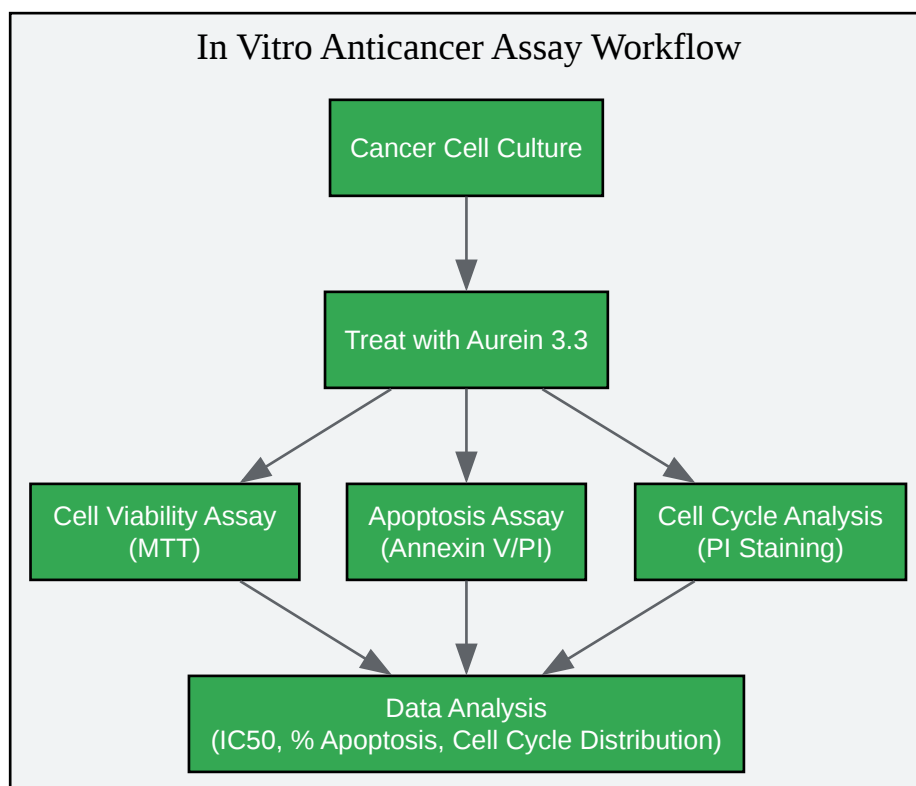 In Vitro Anticancer Assay Workflow
Cancer Cell Culture
Treat with Aurein 3.3
Cell Viability Assay
(MTT)
Apoptosis Assay
(Annexin V/PI)
Cell Cycle Analysis
(PI Staining)
Data Analysis
(IC50, % Apoptosis, Cell Cycle Distribution)